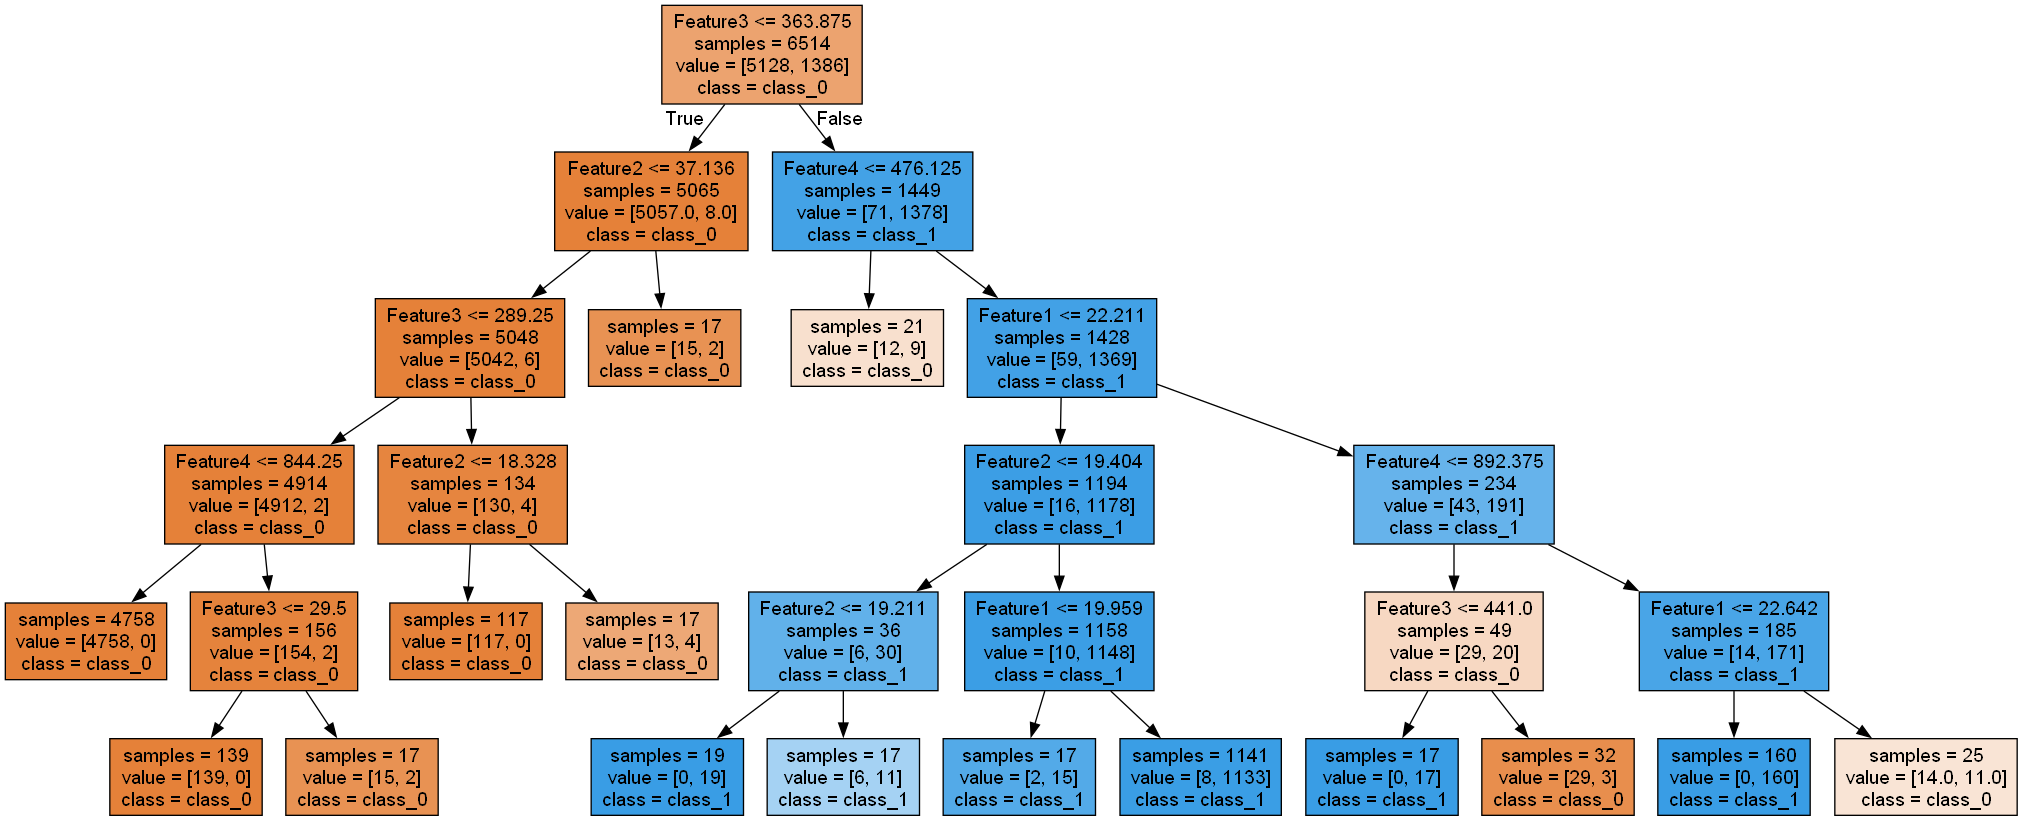 Feature3 <= 363.875
samples = 6514
value = [5128, 1386]
class = class_0
True
False
Feature2 <= 37.136
samples = 5065
value = [5057.0, 8.0]
class = class_0
Feature4 <= 476.125
samples = 1449
value = [71, 1378]
class = class_1
Feature3 <= 289.25
samples = 5048
value = [5042, 6]
class = class_0
samples = 17
value = [15, 2]
class = class_0
samples = 21
value = [12, 9]
class = class_0
Feature1 <= 22.211
samples = 1428
value = [59, 1369]
class = class_1
Feature4 <= 844.25
samples = 4914
value = [4912, 2]
class = class_0
Feature2 <= 18.328
samples = 134
value = [130, 4]
class = class_0
Feature2 <= 19.404
samples = 1194
value = [16, 1178]
class = class_1
Feature4 <= 892.375
samples = 234
value = [43, 191]
class = class_1
samples = 4758
value = [4758, 0]
class = class_0
Feature3 <= 29.5
samples = 156
value = [154, 2]
class = class_0
samples = 117
value = [117, 0]
class = class_0
samples = 17
value = [13, 4]
class = class_0
Feature2 <= 19.211
samples = 36
value = [6, 30]
class = class_1
Feature1 <= 19.959
samples = 1158
value = [10, 1148]
class = class_1
Feature3 <= 441.0
samples = 49
value = [29, 20]
class = class_0
Feature1 <= 22.642
samples = 185
value = [14, 171]
class = class_1
samples = 139
value = [139, 0]
class = class_0
samples = 17
value = [15, 2]
class = class_0
samples = 19
value = [0, 19]
class = class_1
samples = 17
value = [6, 11]
class = class_1
samples = 17
value = [2, 15]
class = class_1
samples = 1141
value = [8, 1133]
class = class_1
samples = 17
value = [0, 17]
class = class_1
samples = 32
value = [29, 3]
class = class_0
samples = 160
value = [0, 160]
class = class_1
samples = 25
value = [14.0, 11.0]
class = class_0